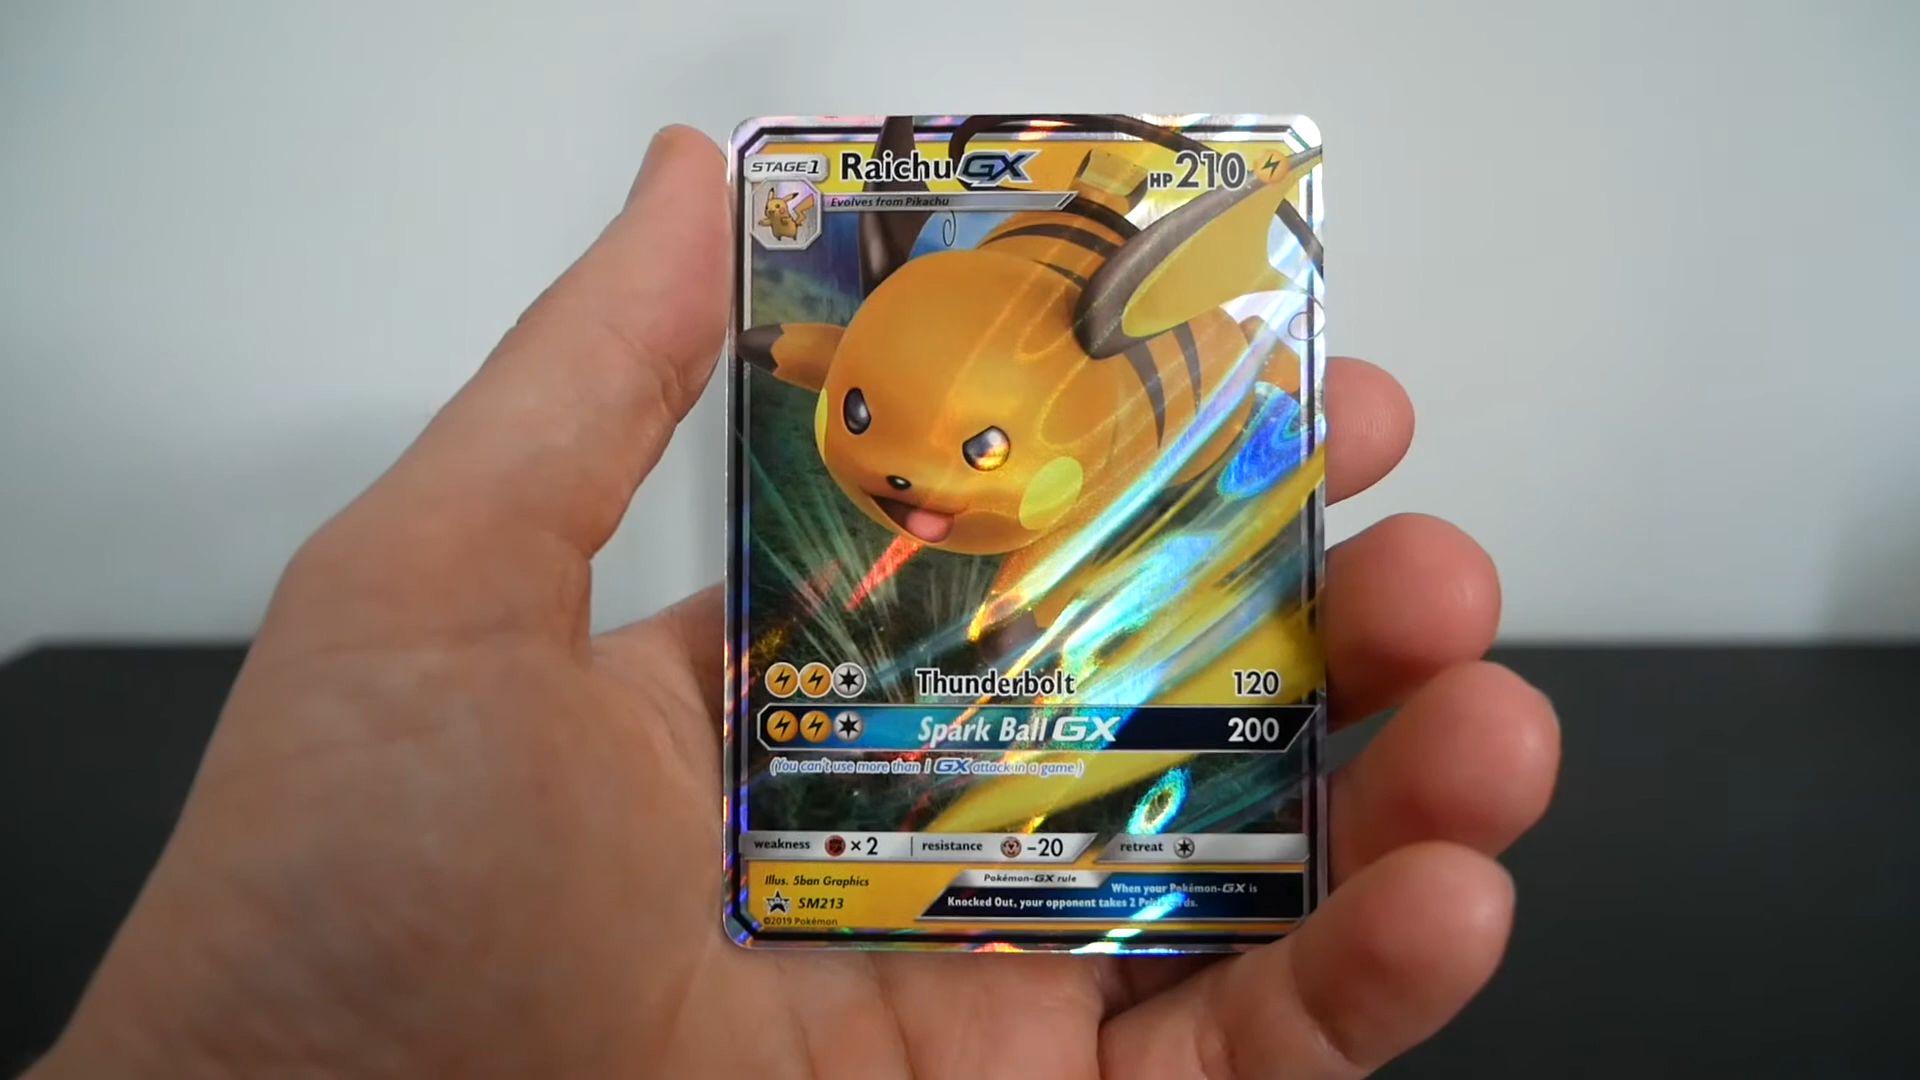 STAGE1 Raichu GX HP 210
Evolves from Pikachu
Thunderbolt 120
Spark Ball GX 200
(You can't use more than 1 GX attack in a game.)
weakness ×2 resistance -20 retreat
Illus. 5ban Graphics
SM213
©2019 Pokémon
Pokémon-GX rule
When your Pokémon-GX is
Knocked Out, your opponent takes 2 Prize cards.